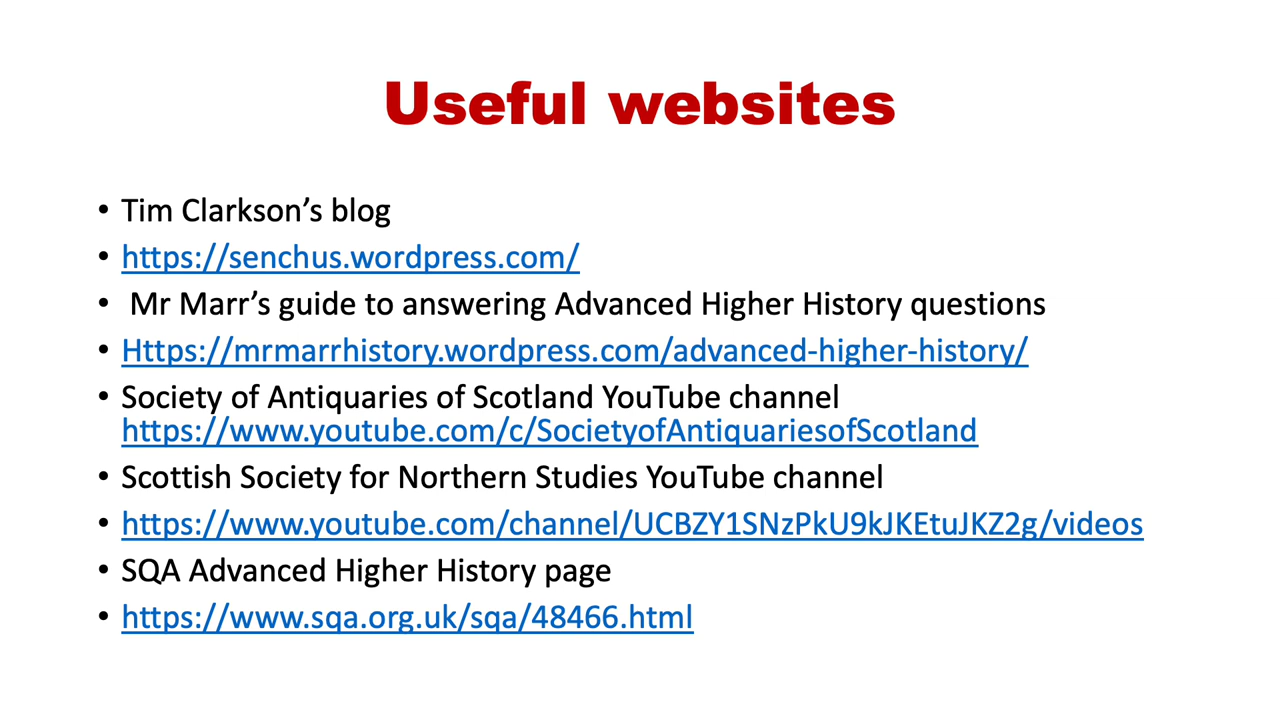 Useful websites
• Tim Clarkson’s blog
• https://senchus.wordpress.com/
• Mr Marr’s guide to answering Advanced Higher History questions
• Https://mrmarrhistory.wordpress.com/advanced-higher-history/
• Society of Antiquaries of Scotland YouTube channel
https://www.youtube.com/c/SocietyofAntiquariesofScotland
• Scottish Society for Northern Studies YouTube channel
• https://www.youtube.com/channel/UCBZY1SNzPkU9kJKEtuJKZ2g/videos
• SQA Advanced Higher History page
• https://www.sqa.org.uk/sqa/48466.html